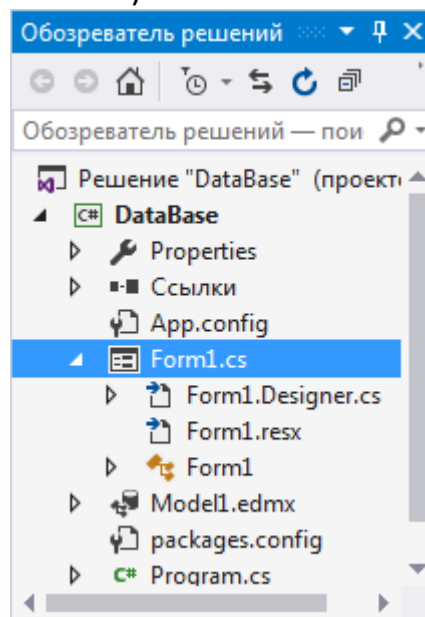 Обозреватель решений
Обозреватель решений — пои
Решение "DataBase" (проект
C# DataBase
Properties
Ссылки
App.config
Form1.cs
Form1.Designer.cs
Form1.resx
Form1
Model1.edmx
packages.config
C# Program.cs